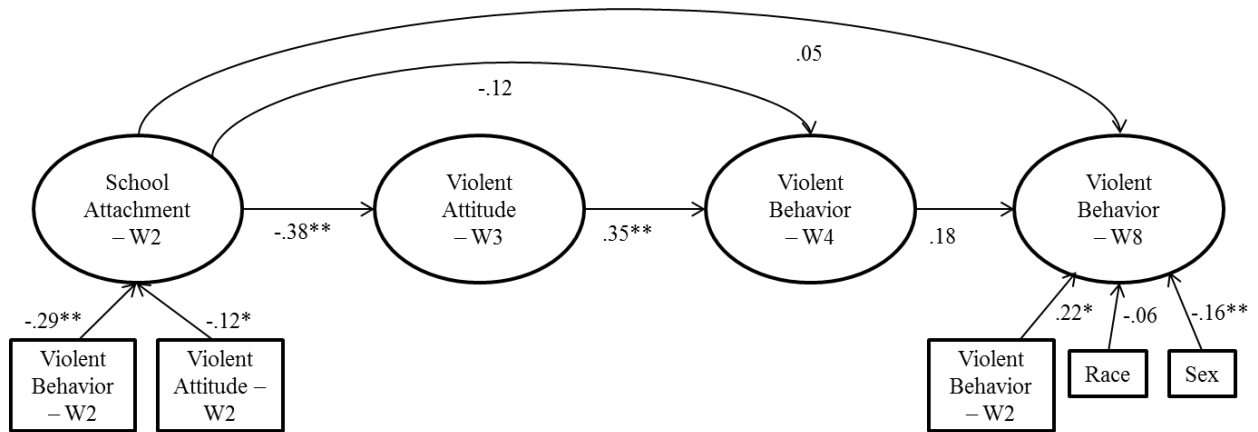 .05
-.12
School
Attachment
– W2
-.38**
Violent
Attitude
– W3
.35**
Violent
Behavior
– W4
.18
Violent
Behavior
– W8
-.29**
-.12*
.22*
-.06
-.16**
Violent
Behavior
– W2
Violent
Attitude –
W2
Violent
Behavior
– W2
Race
Sex